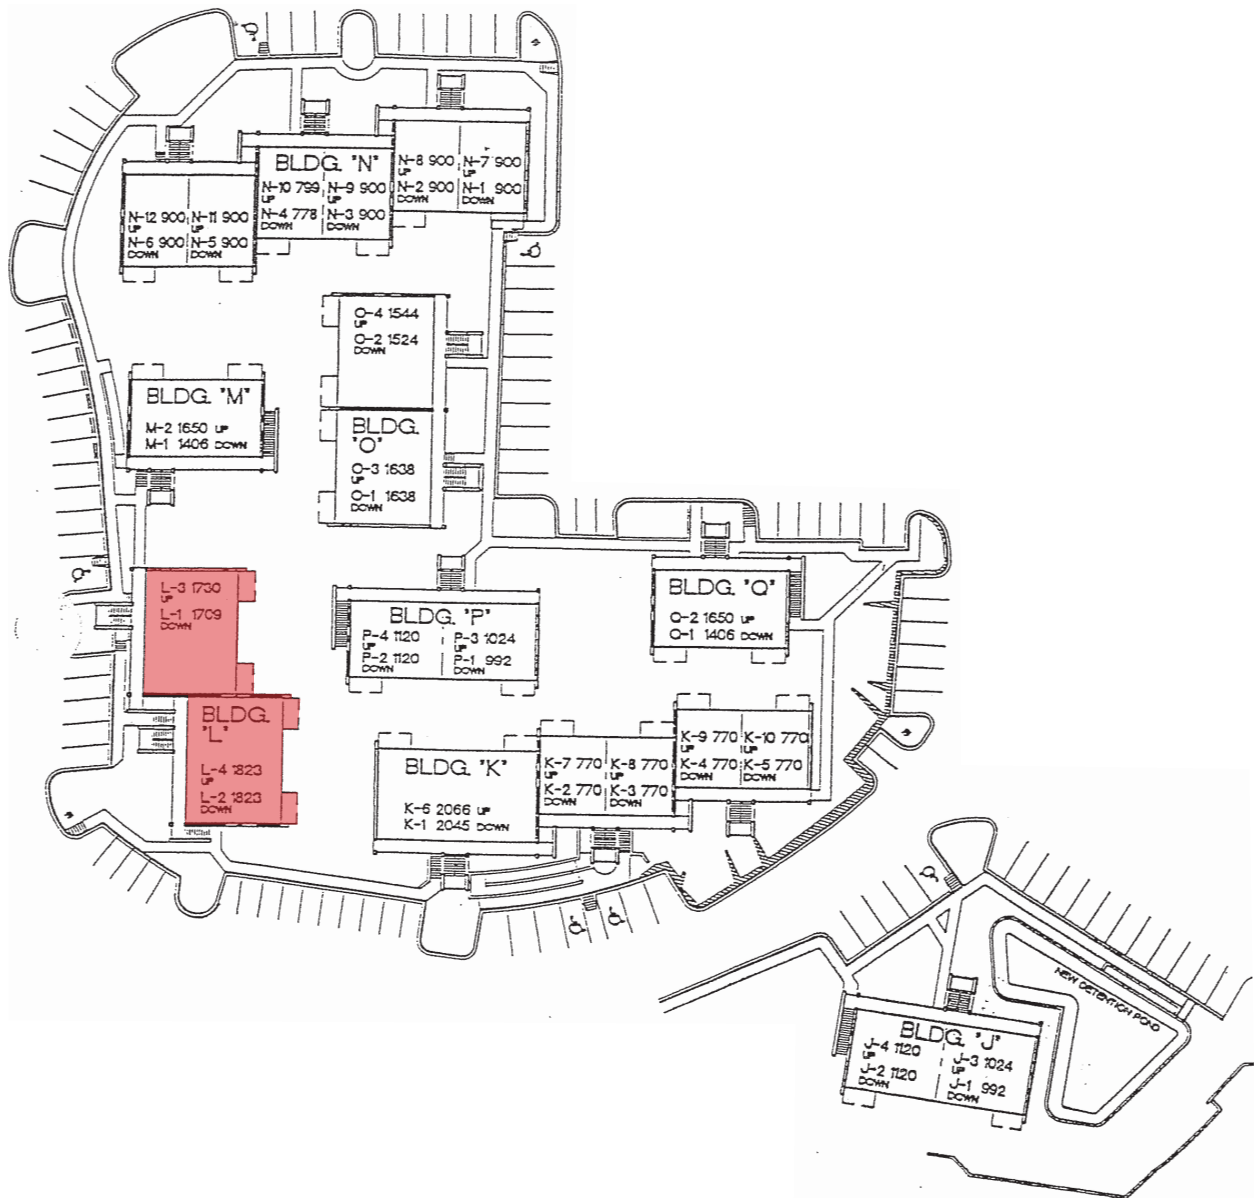 BLDG. 'N'
N-8 900
UP
N-2 900
DOWN
N-7 900
UP
N-1 900
DOWN
N-10 799
UP
N-4 778
DOWN
N-9 900
UP
N-3 900
DOWN
N-12 900
UP
N-6 900
DOWN
N-11 900
UP
N-5 900
DOWN
O-4 1544
UP
O-2 1524
DOWN
BLDG.
'O'
O-3 1638
UP
O-1 1638
DOWN
BLDG. 'M'
M-2 1650 UP
M-1 1406 DOWN
L-3 1730
UP
L-1 1709
DOWN
BLDG.
'L'
L-4 1823
UP
L-2 1823
DOWN
BLDG. 'P'
P-4 1120
UP
P-2 1120
DOWN
P-3 1024
UP
P-1 992
DOWN
BLDG. 'Q'
Q-2 1650 UP
Q-1 1406 DOWN
BLDG. 'K'
K-6 2066 UP
K-1 2045 DOWN
K-7 770
UP
K-2 770
DOWN
K-8 770
UP
K-3 770
DOWN
K-9 770
UP
K-4 770
DOWN
K-10 770
UP
K-5 770
DOWN
NEW DETENTION POND
BLDG. 'J'
J-4 1120
UP
J-2 1120
DOWN
J-3 1024
UP
J-1 992
DOWN